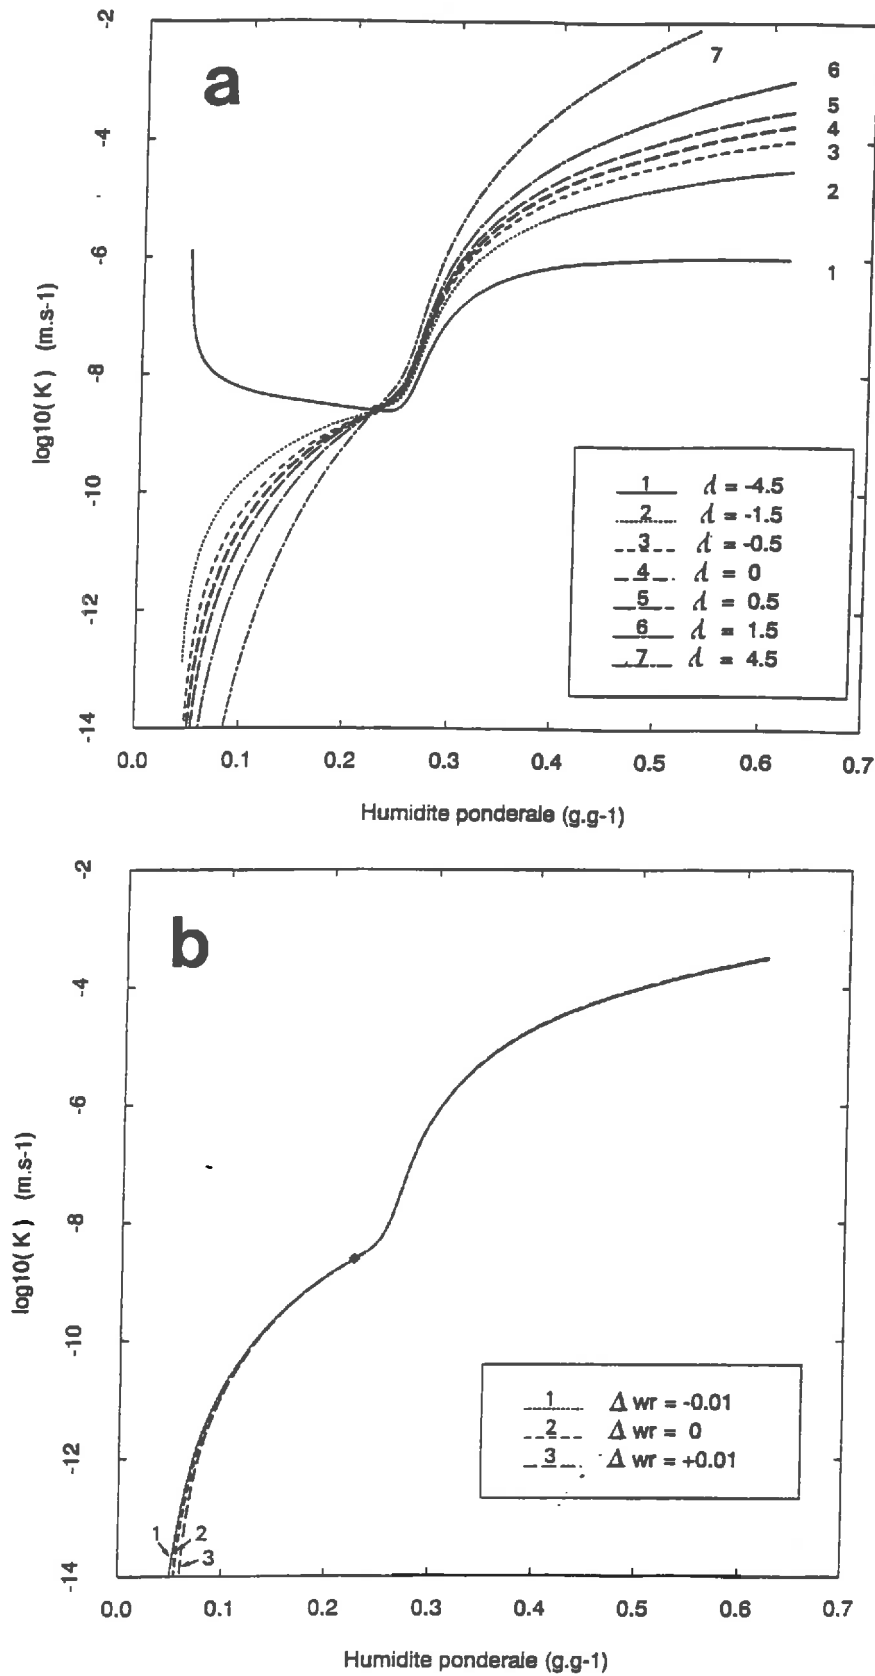 -2
a
7
6
5
4
3
2
1
-4
-6
-8
-10
-12
-14
log10( K ) (m.s-1)
1 d = -4.5
2 d = -1.5
3 d = -0.5
4 d = 0
5 d = 0.5
6 d = 1.5
7 d = 4.5
0.0 0.1 0.2 0.3 0.4 0.5 0.6 0.7
Humidite ponderale (g.g-1)
-2
b
-4
-6
-8
-10
-12
-14
log10( K ) (m.s-1)
1 Δ wr = -0.01
2 Δ wr = 0
3 Δ wr = +0.01
1 2
3
0.0 0.1 0.2 0.3 0.4 0.5 0.6 0.7
Humidite ponderale (g.g-1)